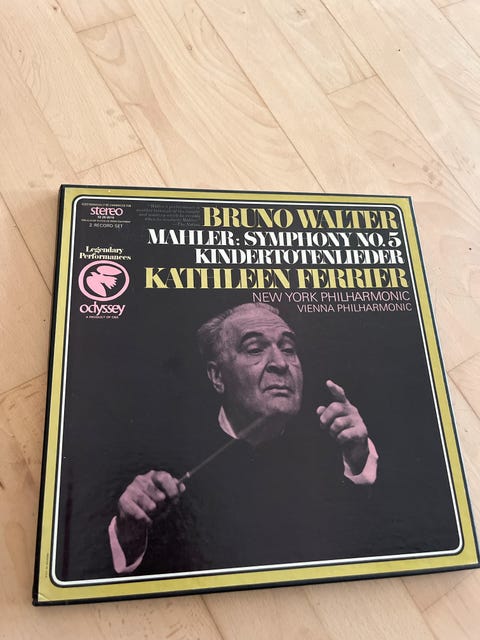 stereo
2 RECORD SET
BRUNO WALTER
MAHLER: SYMPHONY NO. 5
KINDERTOTENLIEDER
KATHLEEN FERRIER
NEW YORK PHILHARMONIC
VIENNA PHILHARMONIC
Legendary
Performances
odyssey